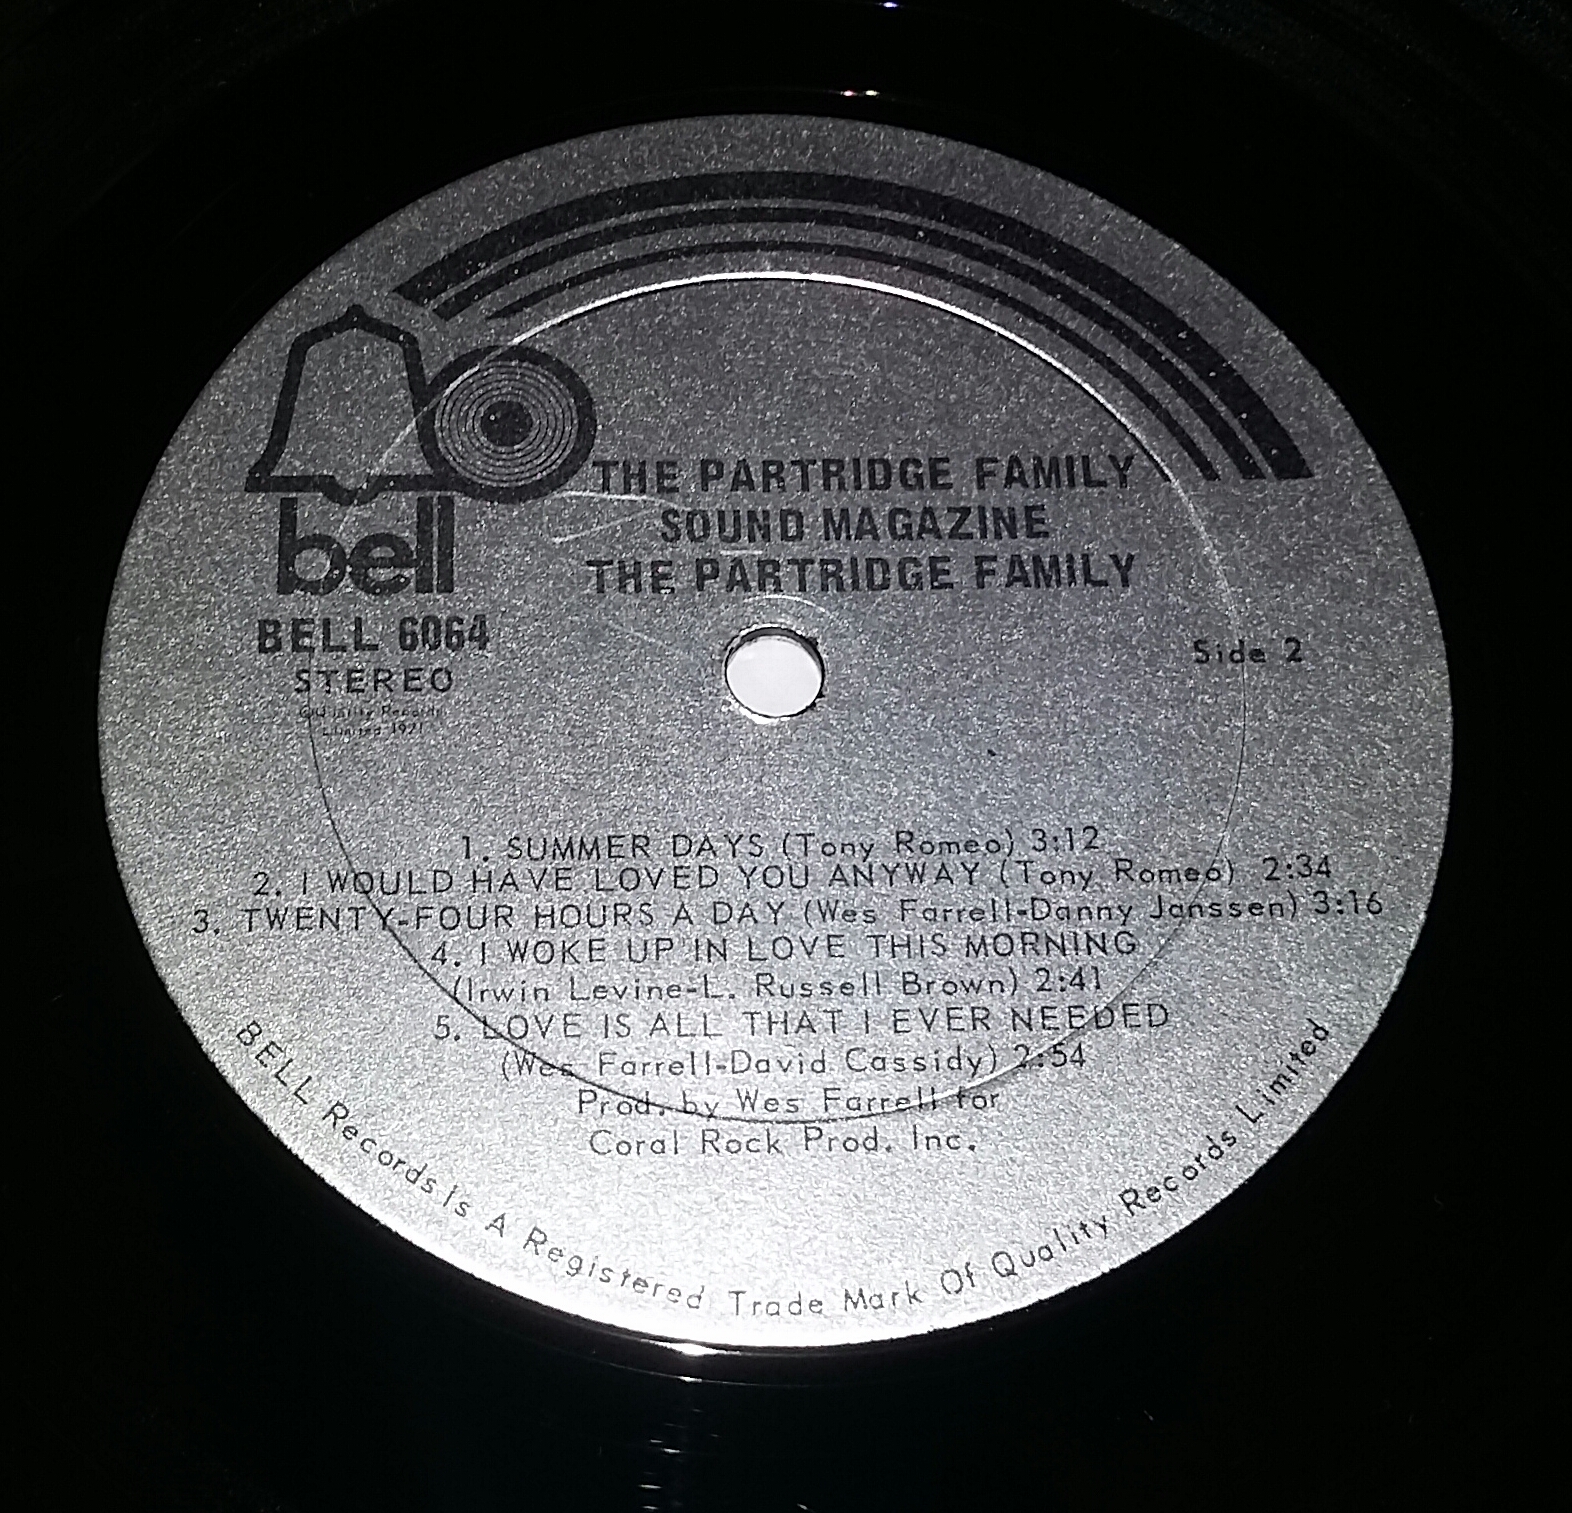 bell
THE PARTRIDGE FAMILY
SOUND MAGAZINE
THE PARTRIDGE FAMILY
BELL 6064
STEREO
Quality Records
Limited 1971
Side 2
1. SUMMER DAYS (Tony Romeo) 3:12
2. I WOULD HAVE LOVED YOU ANYWAY (Tony Romeo) 2:34
3. TWENTY-FOUR HOURS A DAY (Wes Farrell-Danny Janssen) 3:16
4. I WOKE UP IN LOVE THIS MORNING
(Irwin Levine-L. Russell Brown) 2:41
5. LOVE IS ALL THAT I EVER NEEDED
(Wes Farrell-David Cassidy) 2:54
Prod. by Wes Farrell for
Coral Rock Prod. Inc.
BELL Records Is A Registered Trade Mark Of Quality Records Limited